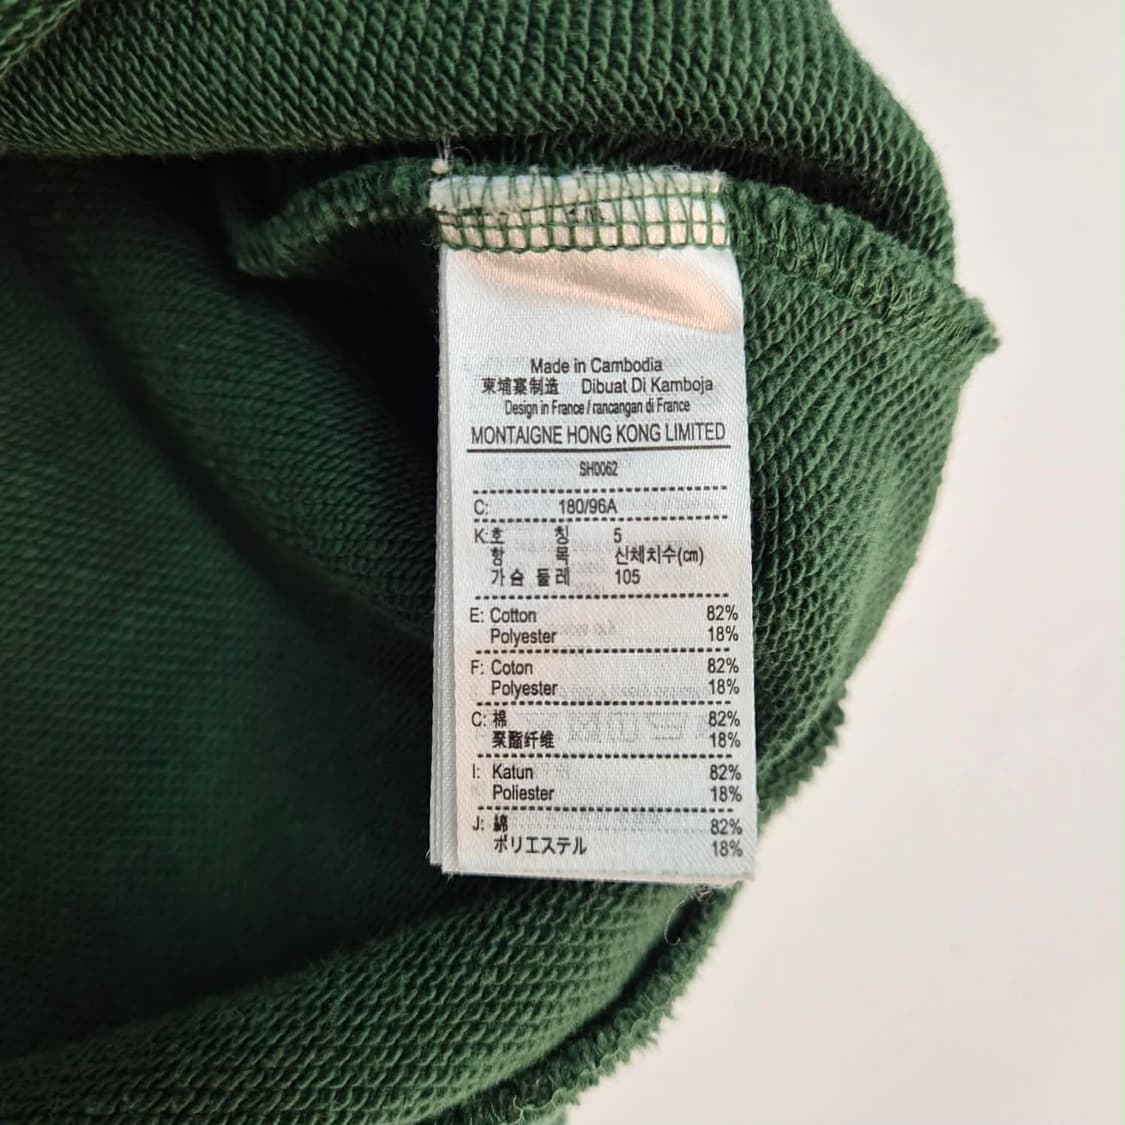 Made in Cambodia
柬埔寨制造 Dibuat Di Kamboja
Design in France / rancangan di France
MONTAIGNE HONG KONG LIMITED
SH0062
C: 180/96A
K: 호 칭 5
항 목 신체치수(cm)
가슴 둘레 105
E: Cotton 82%
Polyester 18%
F: Coton 82%
Polyester 18%
C: 棉 82%
聚酯纤维 18%
I: Katun 82%
Poliester 18%
J: 綿 82%
ポリエステル 18%